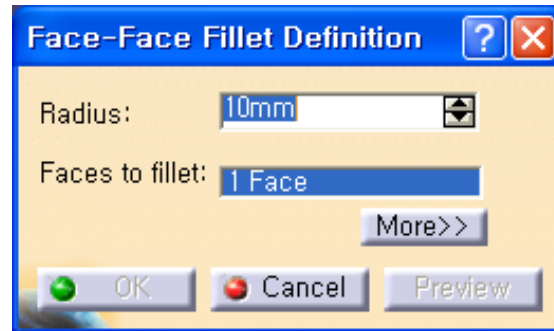 Face-Face Fillet Definition ? X
Radius: 10mm
Faces to fillet: 1 Face
More>>
OK Cancel Preview